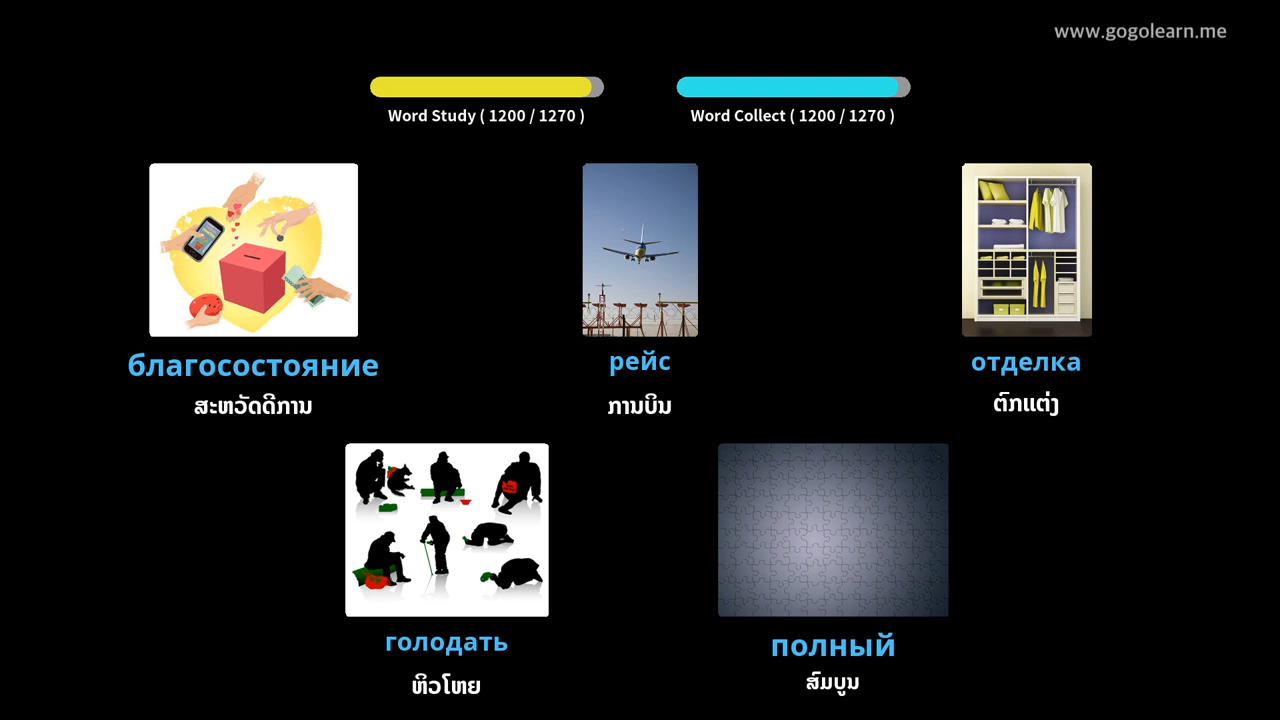 www.gogolearn.me
Word Study ( 1200 / 1270 )
Word Collect ( 1200 / 1270 )
благосостояние
ສະຫວັດດີການ
рейс
ການບິນ
отделка
ຕົກແຕ່ງ
голодать
ຫິວໂຫຍ
полный
ສົມບູນ